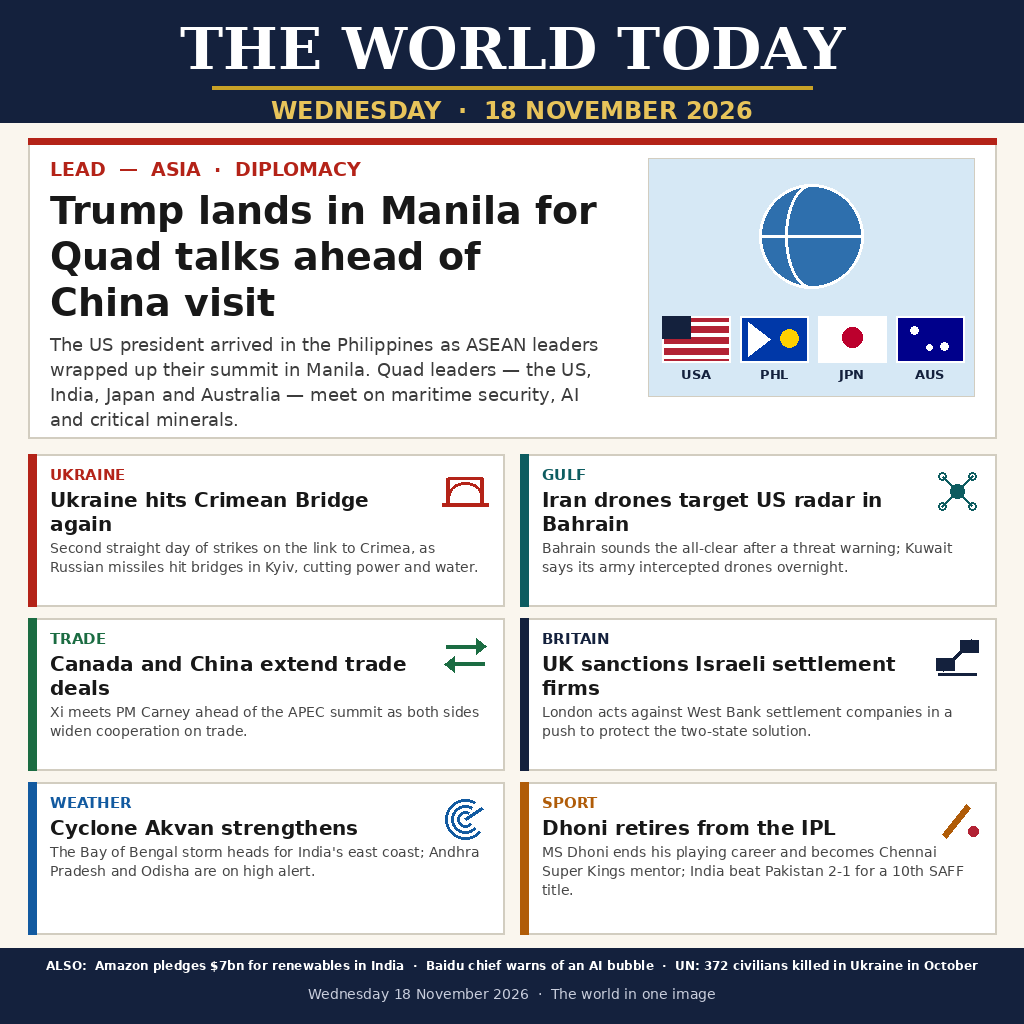 THE WORLD TODAY
WEDNESDAY · 18 NOVEMBER 2026
LEAD — ASIA · DIPLOMACY
Trump lands in Manila for
Quad talks ahead of
China visit
The US president arrived in the Philippines as ASEAN leaders
wrapped up their summit in Manila. Quad leaders — the US,
India, Japan and Australia — meet on maritime security, AI
and critical minerals.
USA PHL JPN AUS
UKRAINE
Ukraine hits Crimean Bridge
again
Second straight day of strikes on the link to Crimea, as
Russian missiles hit bridges in Kyiv, cutting power and water.
GULF
Iran drones target US radar in
Bahrain
Bahrain sounds the all-clear after a threat warning; Kuwait
says its army intercepted drones overnight.
TRADE
Canada and China extend trade
deals
Xi meets PM Carney ahead of the APEC summit as both sides
widen cooperation on trade.
BRITAIN
UK sanctions Israeli settlement
firms
London acts against West Bank settlement companies in a
push to protect the two-state solution.
WEATHER
Cyclone Akvan strengthens
The Bay of Bengal storm heads for India's east coast; Andhra
Pradesh and Odisha are on high alert.
SPORT
Dhoni retires from the IPL
MS Dhoni ends his playing career and becomes Chennai
Super Kings mentor; India beat Pakistan 2-1 for a 10th SAFF
title.
ALSO: Amazon pledges $7bn for renewables in India · Baidu chief warns of an AI bubble · UN: 372 civilians killed in Ukraine in October
Wednesday 18 November 2026 · The world in one image